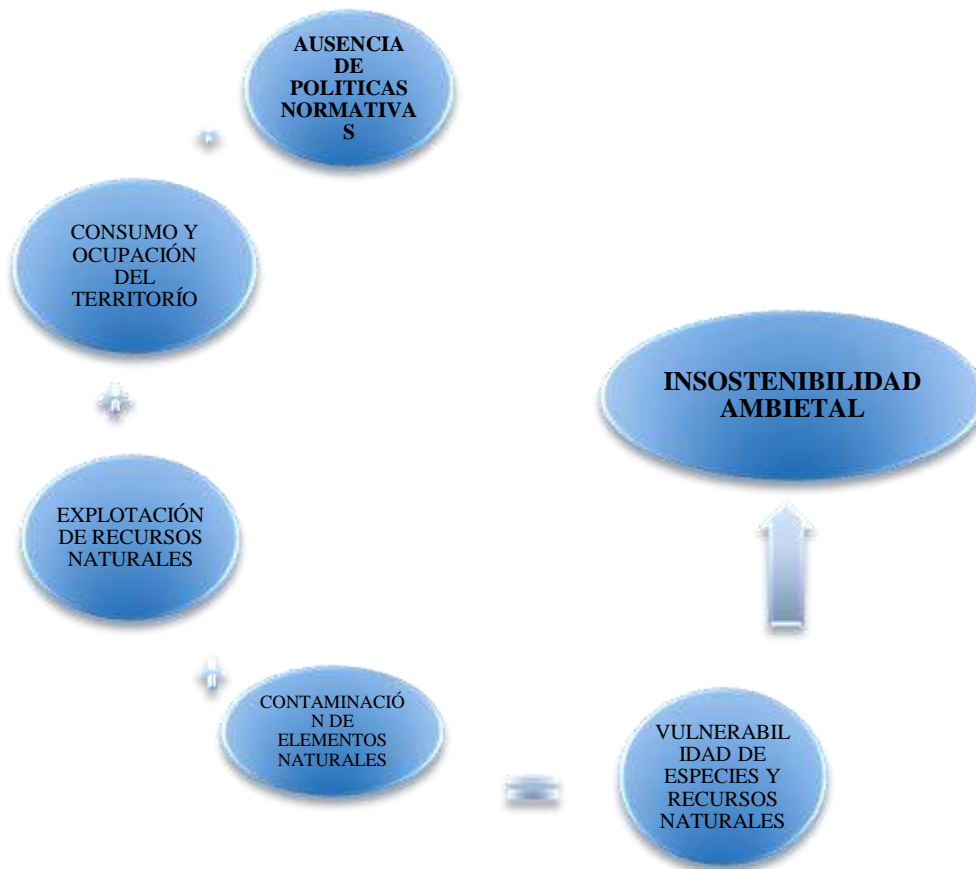 AUSENCIA
DE
POLITICAS
NORMATIVA
S
CONSUMO Y
OCUPACIÓN
DEL
TERRITORÍO
EXPLOTACIÓN
DE RECURSOS
NATURALES
CONTAMINACIÓ
N DE
ELEMENTOS
NATURALES
VULNERABIL
IDAD DE
ESPECIES Y
RECURSOS
NATURALES
INSOSTENIBILIDAD
AMBIETAL